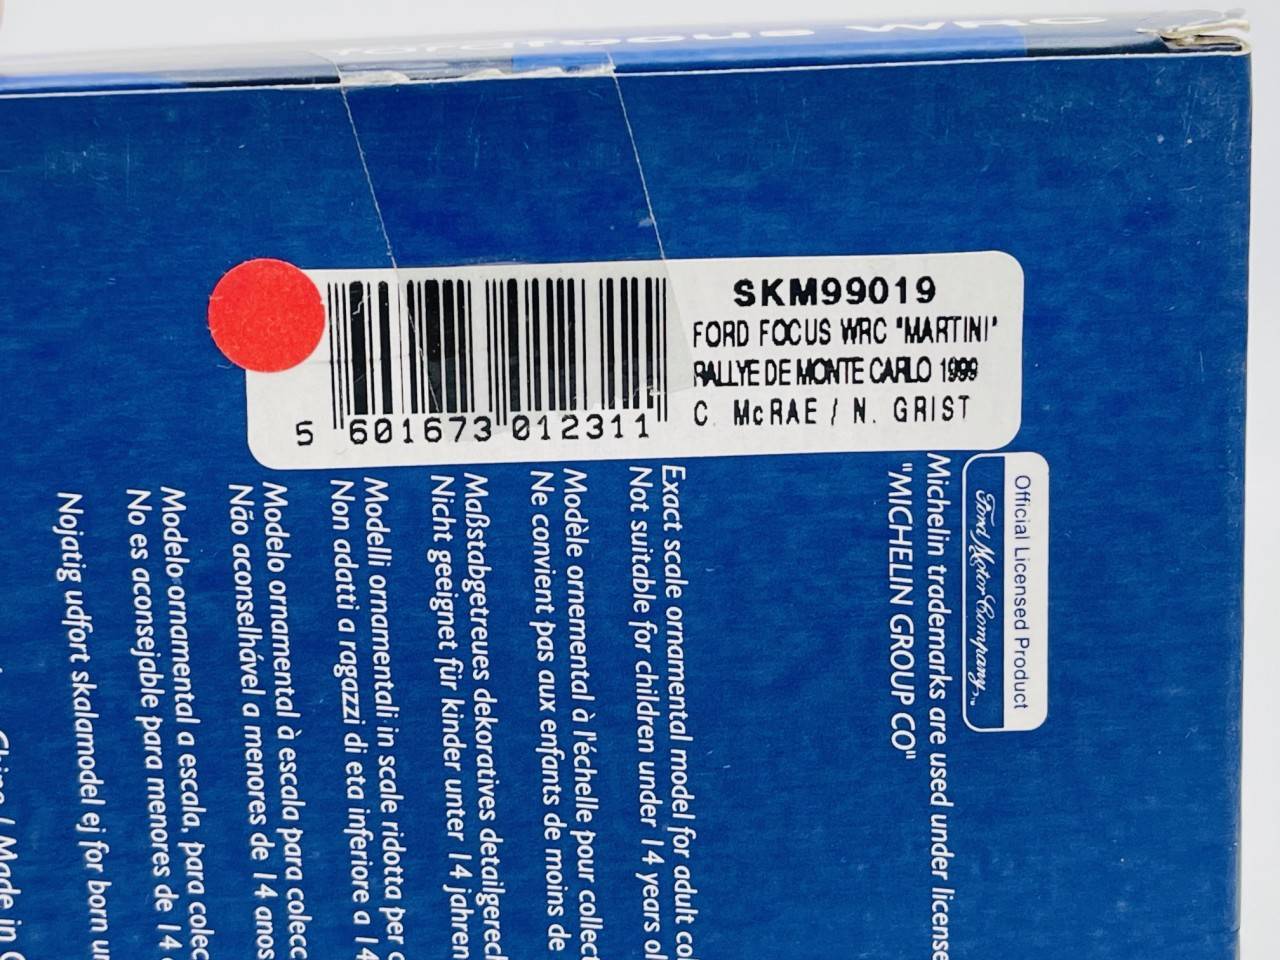 focus WRC
SKM99019
FORD FOCUS WRC "MARTINI"
RALLYE DE MONTE CARLO 1999
C. McRAE / N. GRIST
5 601673 012311
Official Licensed Product
Ford Motor Company
Michelin trademarks are used under license
"MICHELIN GROUP CO"
Exact scale ornamental model for adult
Not suitable for children under 14 years
Modèle ornemental à l'échelle pour
Ne convient pas aux enfants de moins de
Maßstabgetreues dekoratives
Nicht geeignet für kinder unter 14 jahren
Modelli ornamentali in scale ridotta per
Non adatti a ragazzi di eta inferiore a 14
Modelo ornamental à escala para
Não aconselhável a menores de 14 anos
Modelo ornamental a escala, para
No es aconsejable para menores de 14
Nojatig udfort skalamodel ej for born
/ Made in